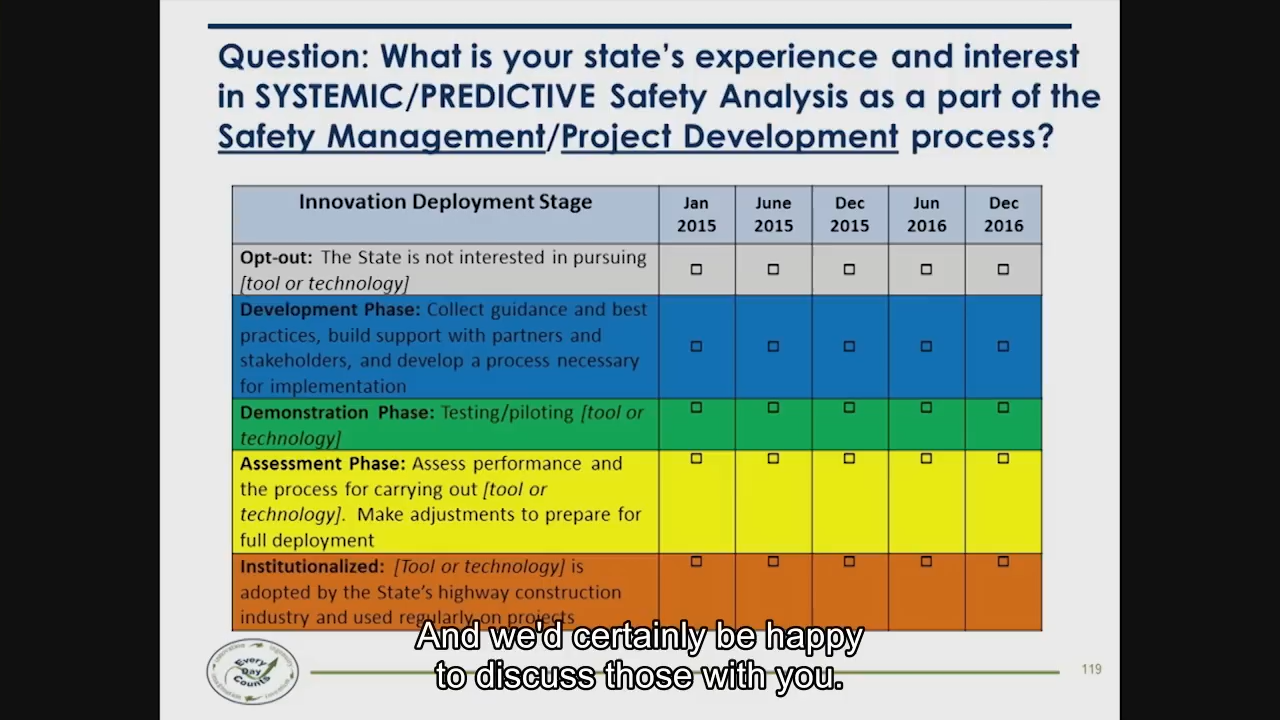 Question: What is your state's experience and interest
in SYSTEMIC/PREDICTIVE Safety Analysis as a part of the
Safety Management/Project Development process?
Innovation Deployment Stage
Jan 2015
June 2015
Dec 2015
Jun 2016
Dec 2016
Opt-out: The State is not interested in pursuing
[tool or technology]
Development Phase: Collect guidance and best
practices, build support with partners and
stakeholders, and develop a process necessary
for implementation
Demonstration Phase: Testing/piloting [tool or
technology]
Assessment Phase: Assess performance and
the process for carrying out [tool or
technology]. Make adjustments to prepare for
full deployment
Institutionalized: [Tool or technology] is
adopted by the State's highway construction
industry and used regularly on projects
And we'd certainly be happy
to discuss those with you.
Every
Day
Counts
119